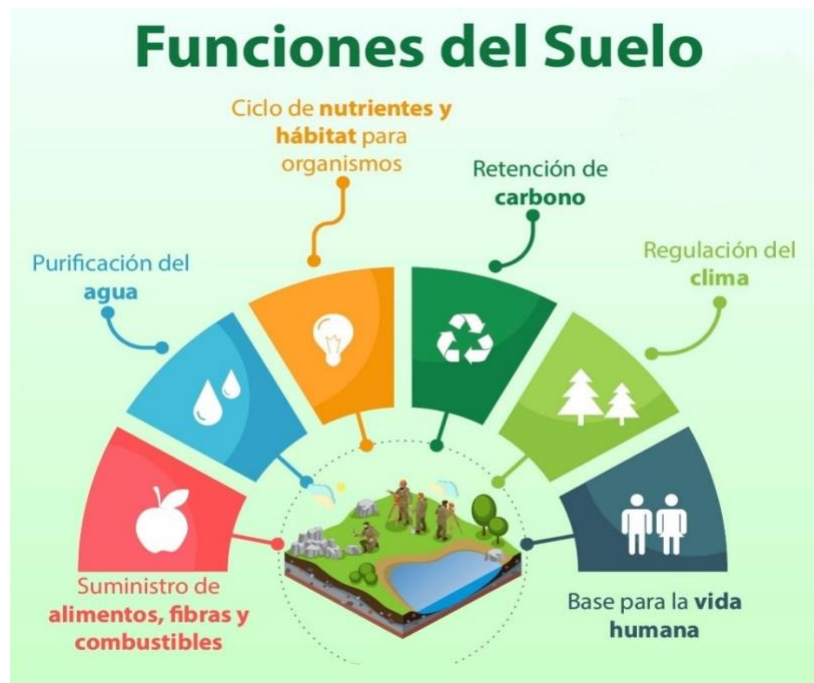 Funciones del Suelo
Ciclo de nutrientes y
hábitat para
organismos
Retención de
carbono
Purificación del
agua
Regulación del
clima
Suministro de
alimentos, fibras y
combustibles
Base para la vida
humana